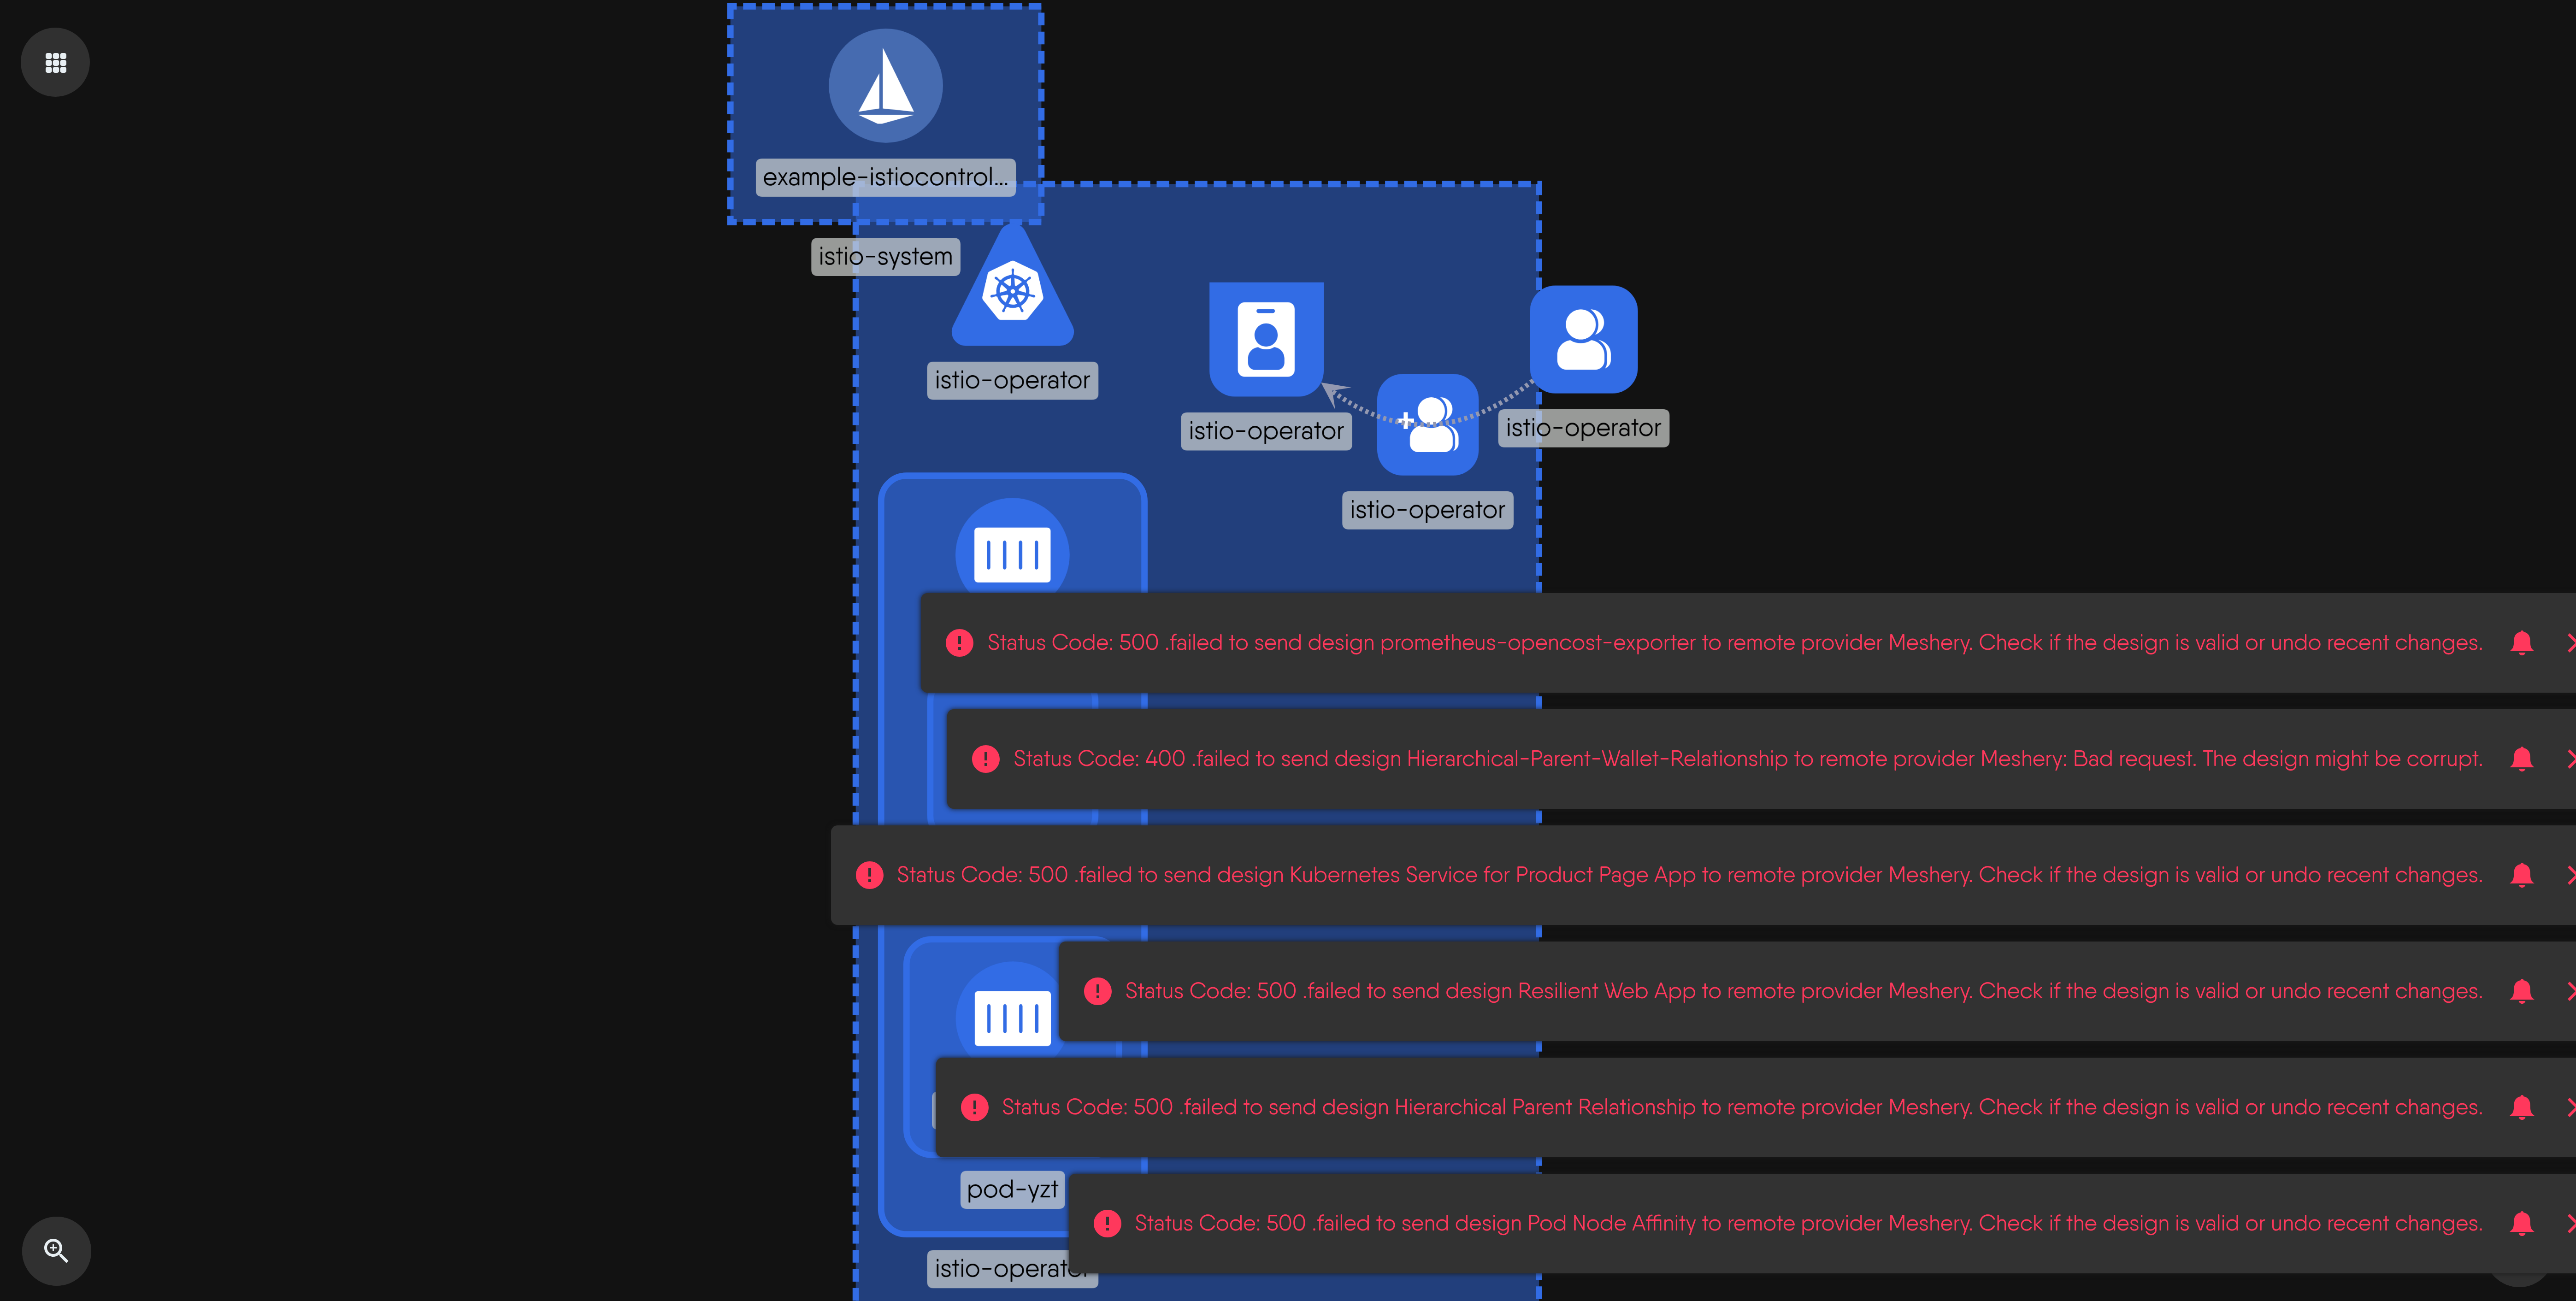 example-istiocontrol...
istio-system
istio-operator
istio-operator
istio-operator
istio-operator
Status Code: 500 .failed to send design prometheus-opencost-exporter to remote provider Meshery. Check if the design is valid or undo recent changes.
Status Code: 400 .failed to send design Hierarchical-Parent-Wallet-Relationship to remote provider Meshery: Bad request. The design might be corrupt.
Status Code: 500 .failed to send design Kubernetes Service for Product Page App to remote provider Meshery. Check if the design is valid or undo recent changes.
Status Code: 500 .failed to send design Resilient Web App to remote provider Meshery. Check if the design is valid or undo recent changes.
Status Code: 500 .failed to send design Hierarchical Parent Relationship to remote provider Meshery. Check if the design is valid or undo recent changes.
pod-yzt
Status Code: 500 .failed to send design Pod Node Affinity to remote provider Meshery. Check if the design is valid or undo recent changes.
istio-operator